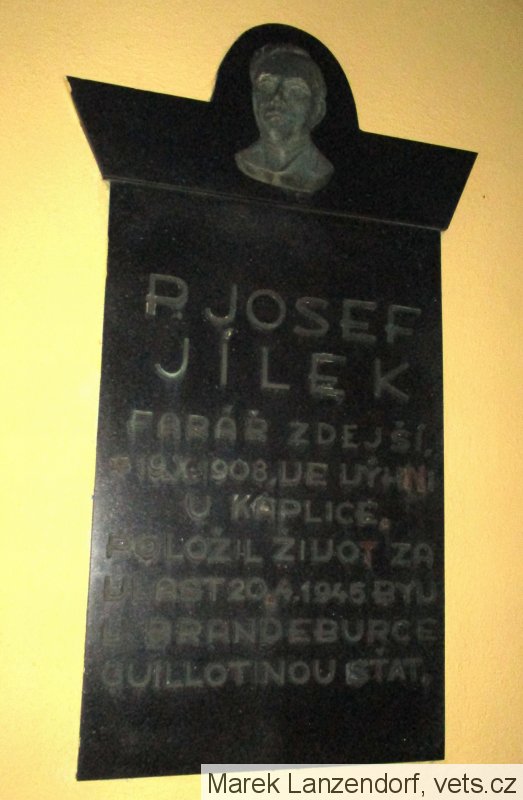 P. JOSEF
JÍLEK
FARÁŘ ZDEJŠÍ,
* 19.X. 1908, VE VÝHNI
U KAPLICE,
POLOŽIL ŽIVOT ZA
VLAST 20.4.1945 BYV
V BRANDEBURCE
GUILLOTINOU SŤAT.
Marek Lanzendorf, vets.cz